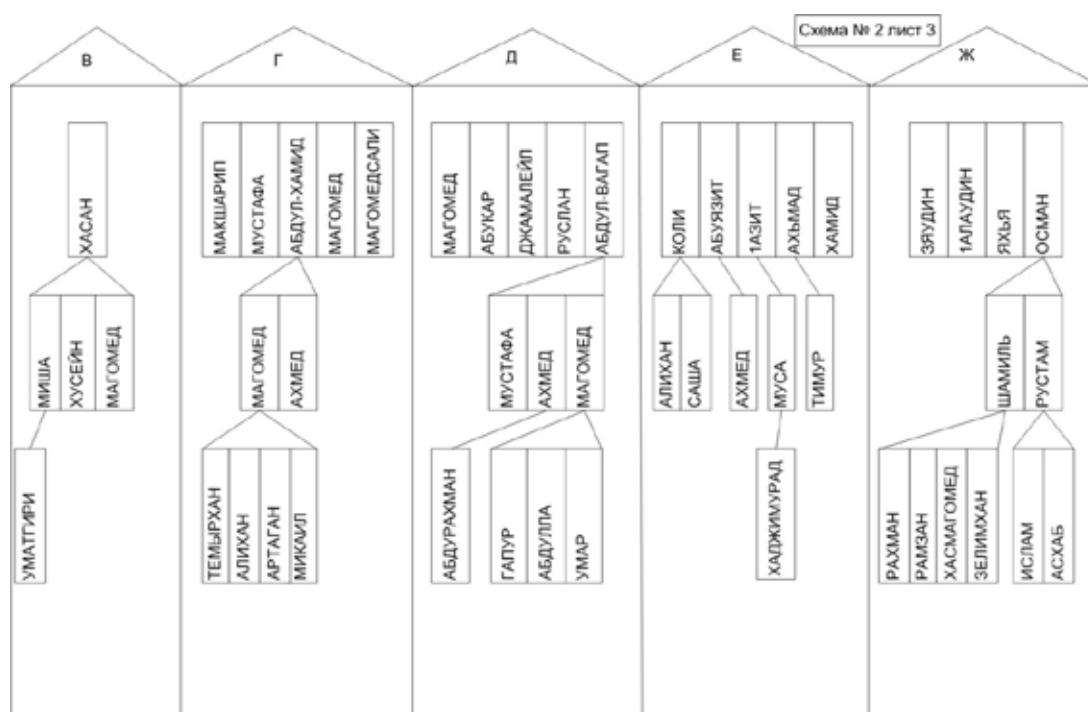 Схема № 2 лист 3
В
Г
Д
Е
Ж
ХАСАН
МАКШАРИП
МУСТАФА
АБДУЛ-ХАМИД
МАГОМЕД
МАГОМЕДСАЛИ
МАГОМЕД
АБУКАР
ДЖАМАЛЕЙЛ
РУСЛАН
АБДУЛ-ВАГАП
КОЛИ
АБУЯЗИТ
1АЗИТ
АХЬМАД
ХАМИД
ЗЯУДИН
1АЛАУДИН
ЯХЬЯ
ОСМАН
МИША
ХУСЕЙН
МАГОМЕД
МАГОМЕД
АХМЕД
МУСТАФА
АХМЕД
МАГОМЕД
АЛИХАН
САША
АХМЕД
МУСА
ТИМУР
ШАМИЛЬ
РУСТАМ
УМАТГИРИ
ТЕМЫРХАН
АЛИХАН
АРТАГАН
МИКАИЛ
АБДУРАХМАН
ГАПУР
АБДУЛЛА
УМАР
ХАДЖИМУРАД
РАХМАН
РАМЗАН
ХАСМАГОМЕД
ЗЕЛИМХАН
ИСЛАМ
АСХАБ